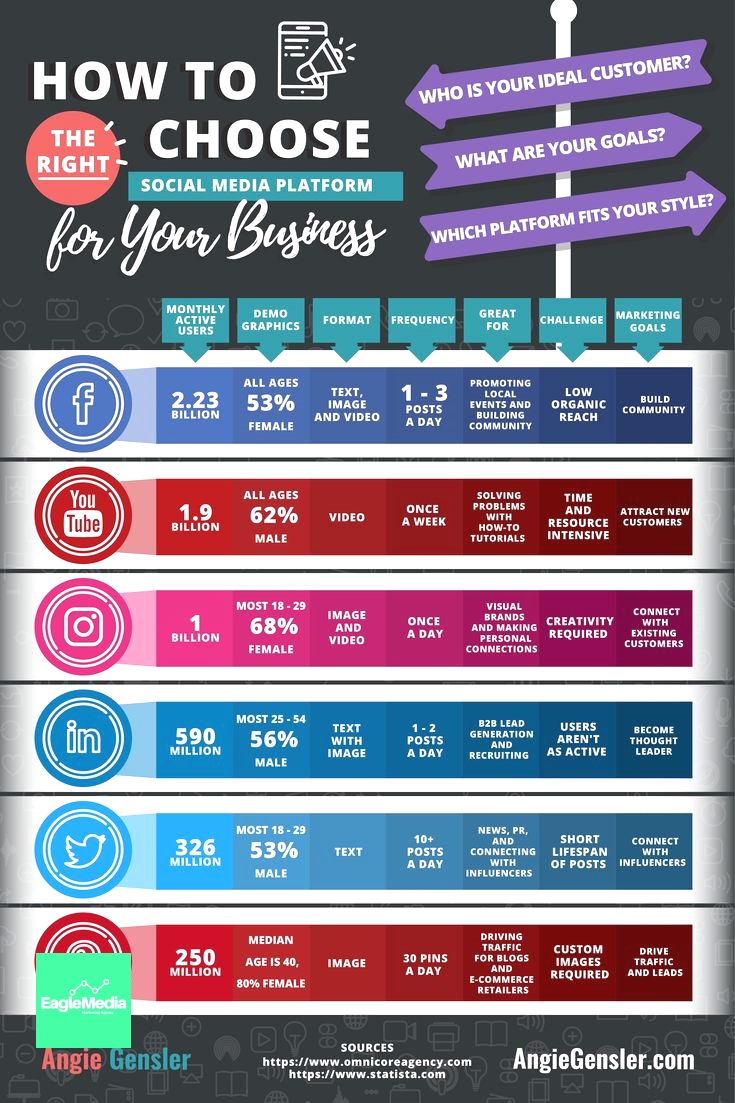 HOW TO
THE
RIGHT
CHOOSE
SOCIAL MEDIA PLATFORM
for Your Business
WHO IS YOUR IDEAL CUSTOMER?
WHAT ARE YOUR GOALS?
WHICH PLATFORM FITS YOUR STYLE?
MONTHLY
ACTIVE
USERS
DEMO
GRAPHICS
FORMAT
FREQUENCY
GREAT
FOR
CHALLENGE
MARKETING
GOALS
f
2.23
BILLION
ALL AGES
53%
FEMALE
TEXT,
IMAGE
AND VIDEO
1 - 3
POSTS
A DAY
PROMOTING
LOCAL
EVENTS AND
BUILDING
COMMUNITY
LOW
ORGANIC
REACH
BUILD
COMMUNITY
You
Tube
1.9
BILLION
ALL AGES
62%
MALE
VIDEO
ONCE
A WEEK
SOLVING
PROBLEMS
WITH
HOW-TO
TUTORIALS
TIME
AND
RESOURCE
INTENSIVE
ATTRACT NEW
CUSTOMERS
1
BILLION
MOST 18 - 29
68%
FEMALE
IMAGE
AND
VIDEO
ONCE
A DAY
VISUAL
BRANDS
AND MAKING
PERSONAL
CONNECTIONS
CREATIVITY
REQUIRED
CONNECT
WITH
EXISTING
CUSTOMERS
in
590
MILLION
MOST 25 - 54
56%
MALE
TEXT
WITH
IMAGE
1 - 2
POSTS
A DAY
B2B LEAD
GENERATION
AND
RECRUITING
USERS
AREN'T
AS ACTIVE
BECOME
THOUGHT
LEADER
326
MILLION
MOST 18 - 29
53%
MALE
TEXT
10+
POSTS
A DAY
NEWS, PR,
AND
CONNECTING
WITH
INFLUENCERS
SHORT
LIFESPAN
OF POSTS
CONNECT
WITH
INFLUENCERS
250
MILLION
MEDIAN
AGE IS 40,
80% FEMALE
IMAGE
30 PINS
A DAY
DRIVING
TRAFFIC
FOR BLOGS
AND
E-COMMERCE
RETAILERS
CUSTOM
IMAGES
REQUIRED
DRIVE
TRAFFIC
AND LEADS
EagleMedia
Marketing Agency
Angie Gensler
SOURCES
https://www.omnicoreagency.com
https://www.statista.com
AngieGensler.com